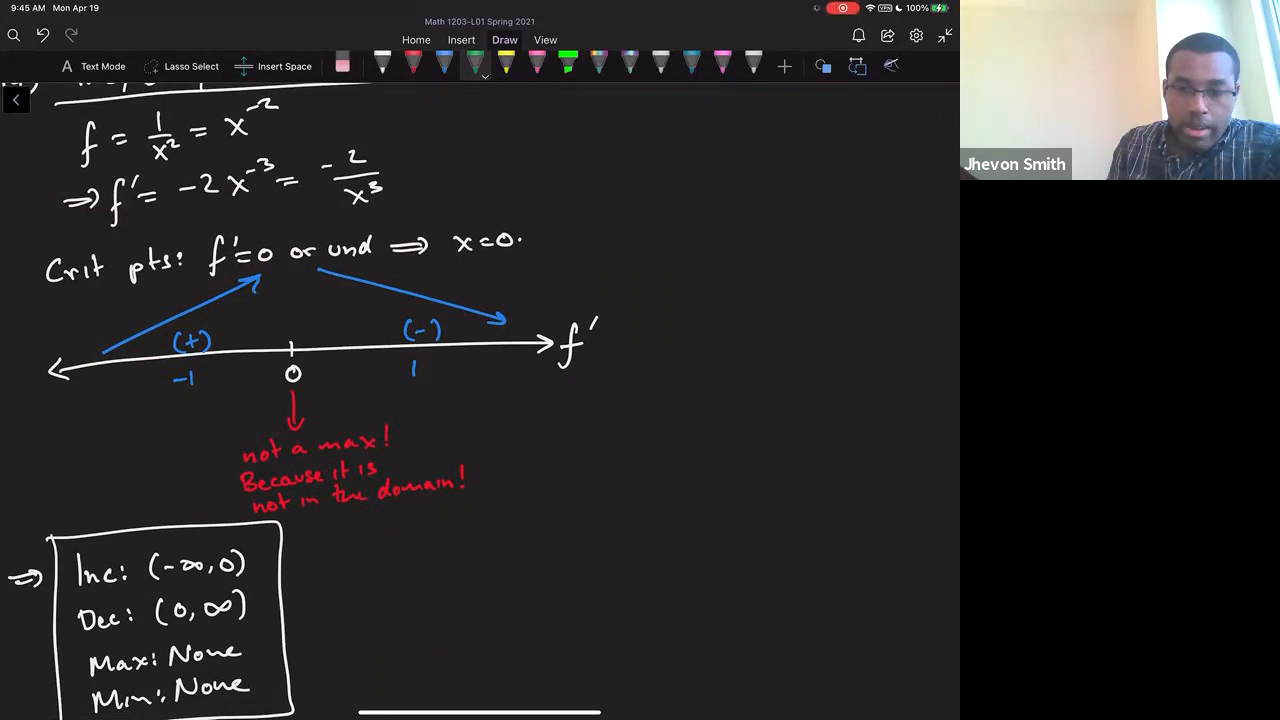 9:45 AM Mon Apr 19
VPN 100%
Math 1203-L01 Spring 2021
Home Insert Draw View
Text Mode Lasso Select Insert Space
f = 1/x² = x⁻²
⇒ f' = -2x⁻³ = -2/x³
Crit pts: f'=0 or und ⇒ x=0.
(+) (-) f'
-1 0 1
not a max!
Because it is
not in the domain!
⇒ Inc: (-∞,0)
Dec: (0,∞)
Max: None
Min: None
Jhevon Smith